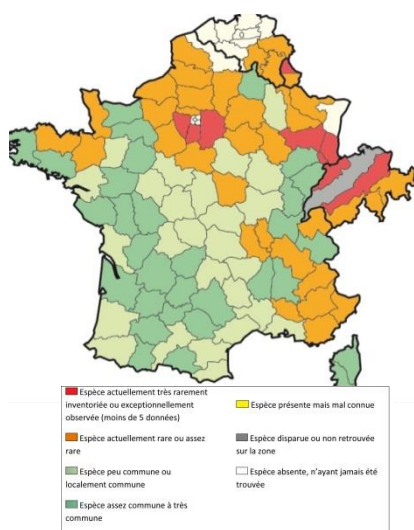 Espèce actuellement très rarement
inventoriée ou exceptionnellement
observée (moins de 5 données)
Espèce actuellement rare ou assez
rare
Espèce peu commune ou
localement commune
Espèce assez commune à très
commune
Espèce présente mais mal connue
Espèce disparue ou non retrouvée
sur la zone
Espèce absente, n'ayant jamais été
trouvée